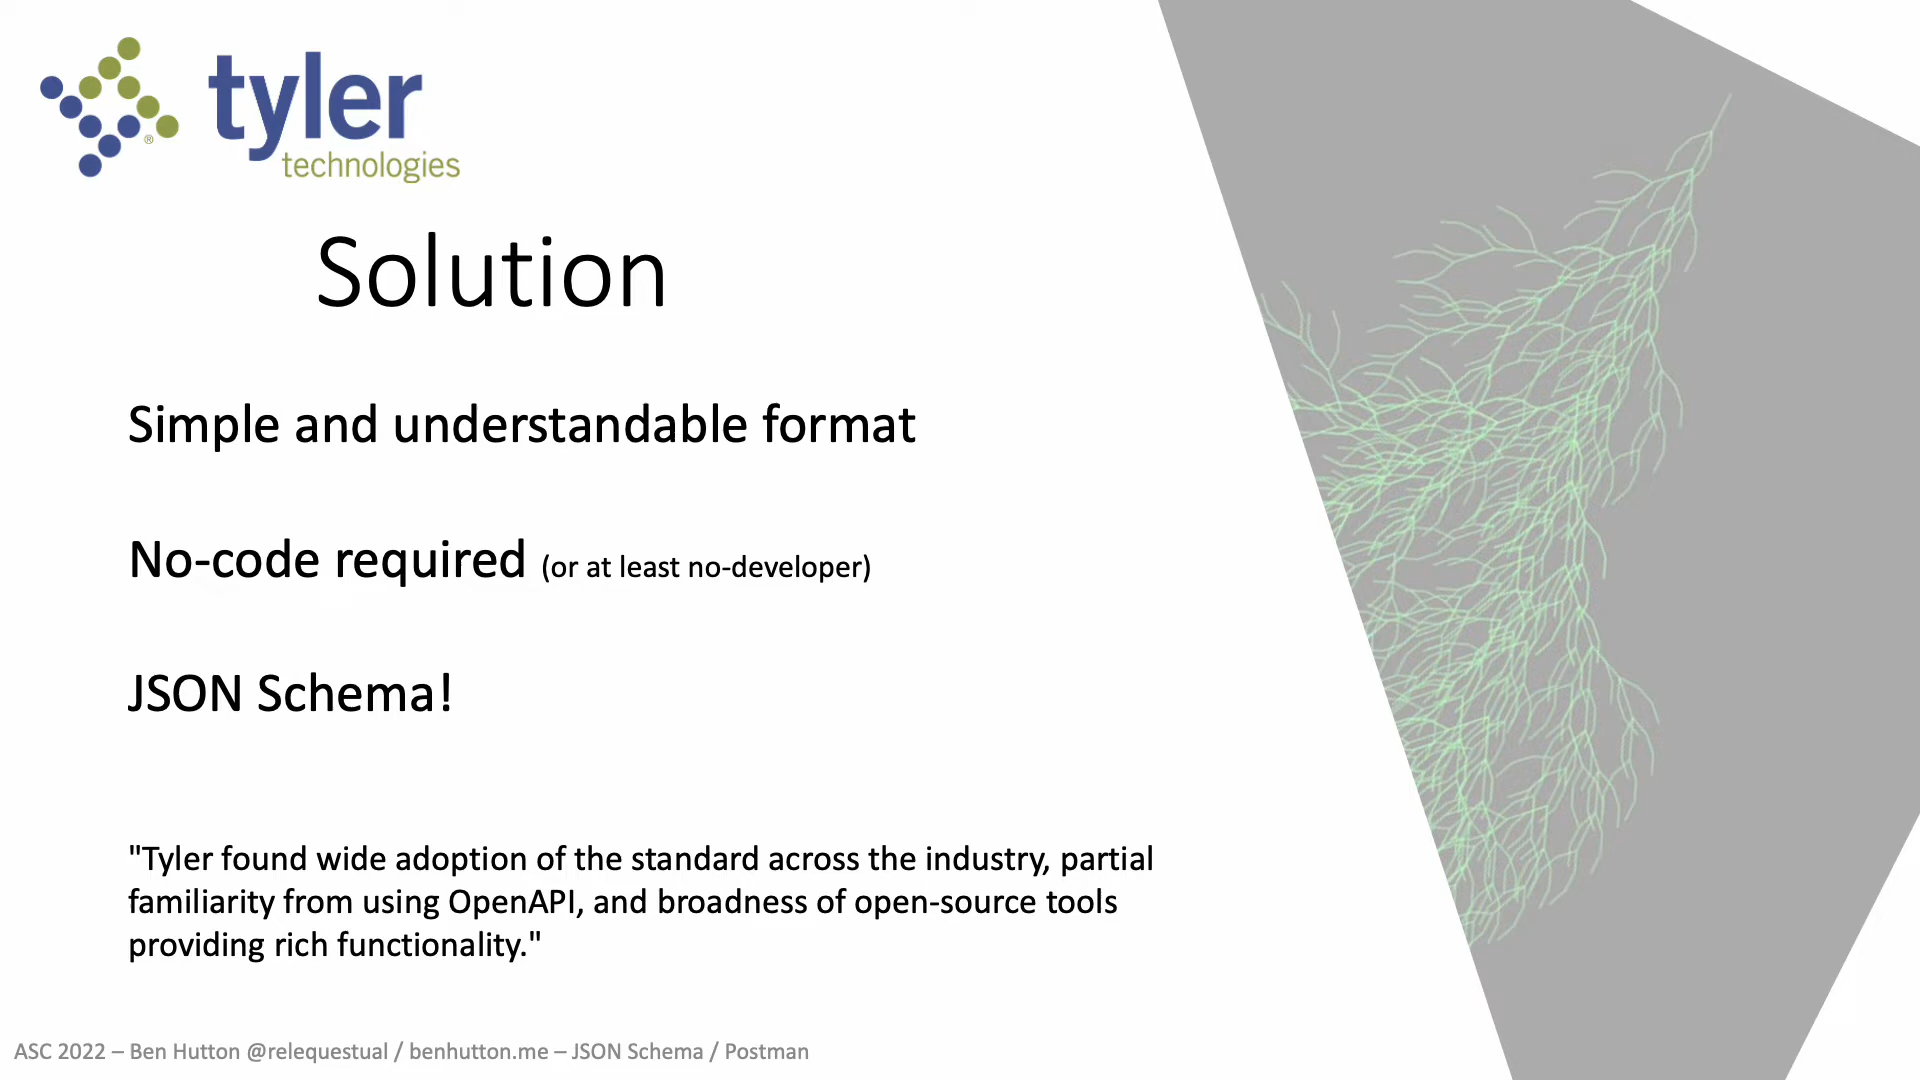 tyler
technologies
®
Solution
Simple and understandable format
No-code required (or at least no-developer)
JSON Schema!
"Tyler found wide adoption of the standard across the industry, partial
familiarity from using OpenAPI, and broadness of open-source tools
providing rich functionality."
ASC 2022 – Ben Hutton @relequestual / benhutton.me – JSON Schema / Postman